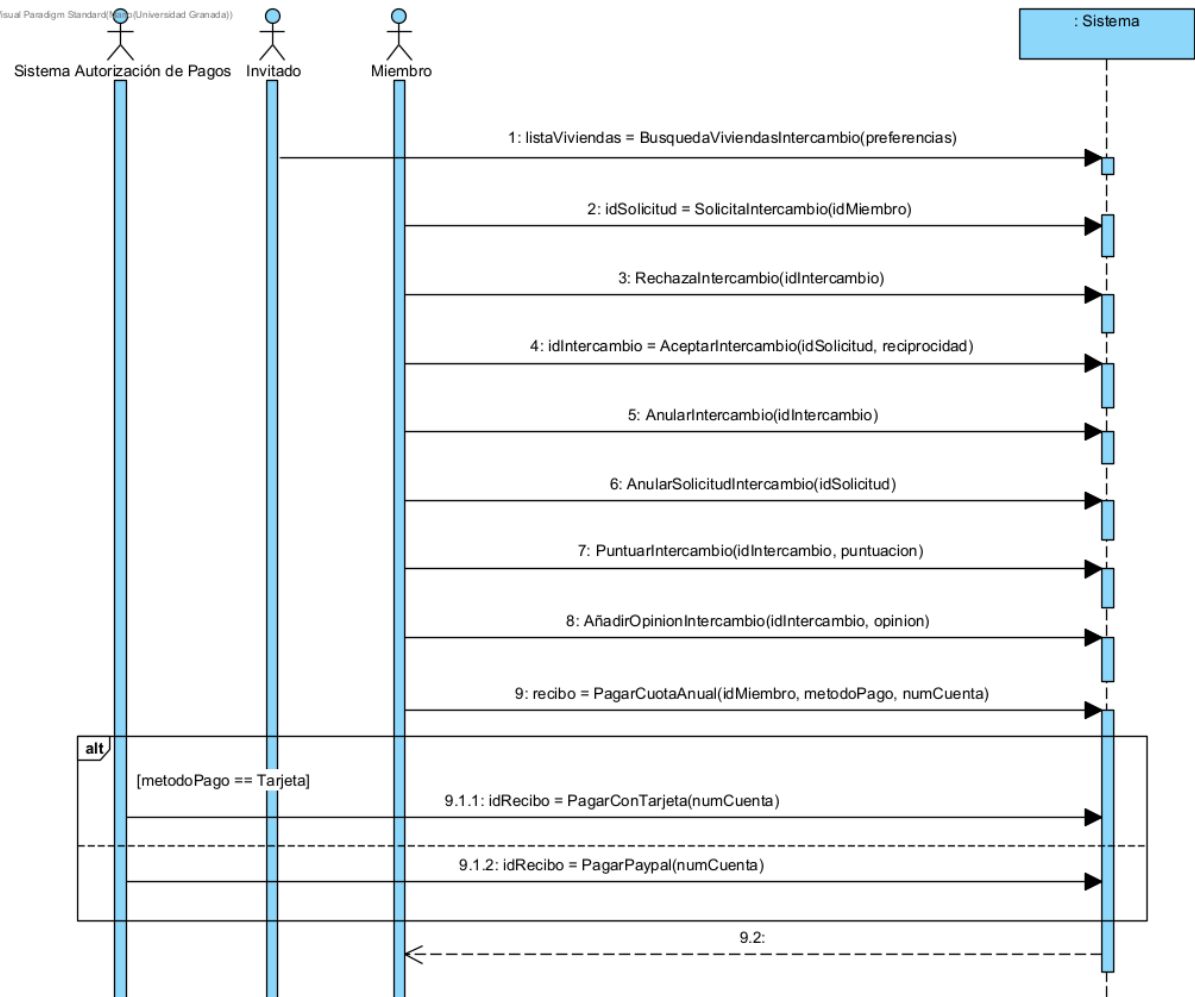 Visual Paradigm Standard(Mario(Universidad Granada))
: Sistema
Sistema Autorización de Pagos
Invitado
Miembro
1: listaViviendas = BusquedaViviendasIntercambio(preferencias)
2: idSolicitud = SolicitaIntercambio(idMiembro)
3: RechazaIntercambio(idIntercambio)
4: idIntercambio = AceptarIntercambio(idSolicitud, reciprocidad)
5: AnularIntercambio(idIntercambio)
6: AnularSolicitudIntercambio(idSolicitud)
7: PuntuarIntercambio(idIntercambio, puntuacion)
8: AñadirOpinionIntercambio(idIntercambio, opinion)
9: recibo = PagarCuotaAnual(idMiembro, metodoPago, numCuenta)
alt
[metodoPago == Tarjeta]
9.1.1: idRecibo = PagarConTarjeta(numCuenta)
9.1.2: idRecibo = PagarPaypal(numCuenta)
9.2: